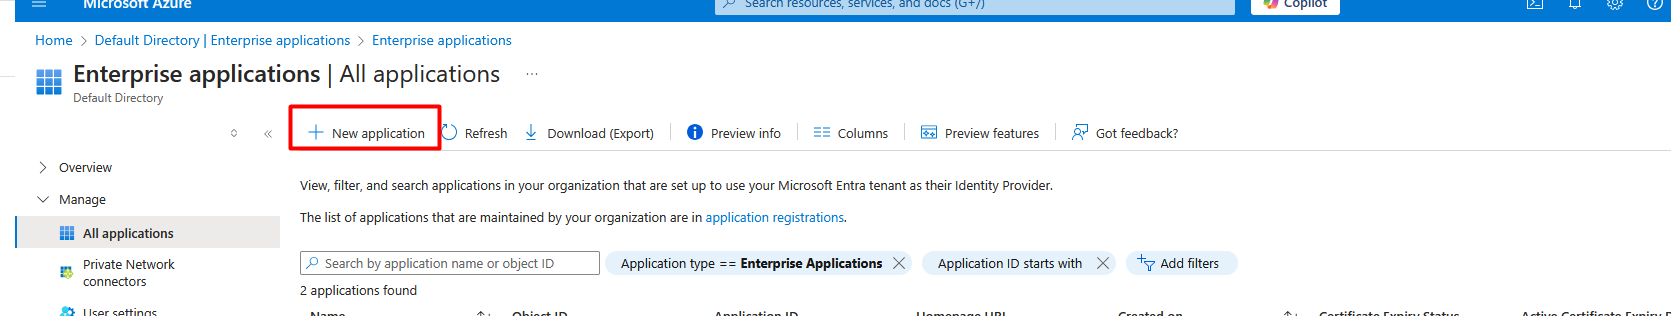 Microsoft Azure
Search resources, services, and docs (G+/)
Copilot
Home > Default Directory | Enterprise applications > Enterprise applications
Enterprise applications | All applications ...
Default Directory
New application Refresh Download (Export) Preview info Columns Preview features Got feedback?
Overview
Manage
All applications
Private Network
connectors
User settings
View, filter, and search applications in your organization that are set up to use your Microsoft Entra tenant as their Identity Provider.
The list of applications that are maintained by your organization are in application registrations.
Search by application name or object ID
Application type == Enterprise Applications
Application ID starts with
Add filters
2 applications found
Name Object ID Application ID Homepage URL Created on Certificate Expiry Status Active Certificate Expiry